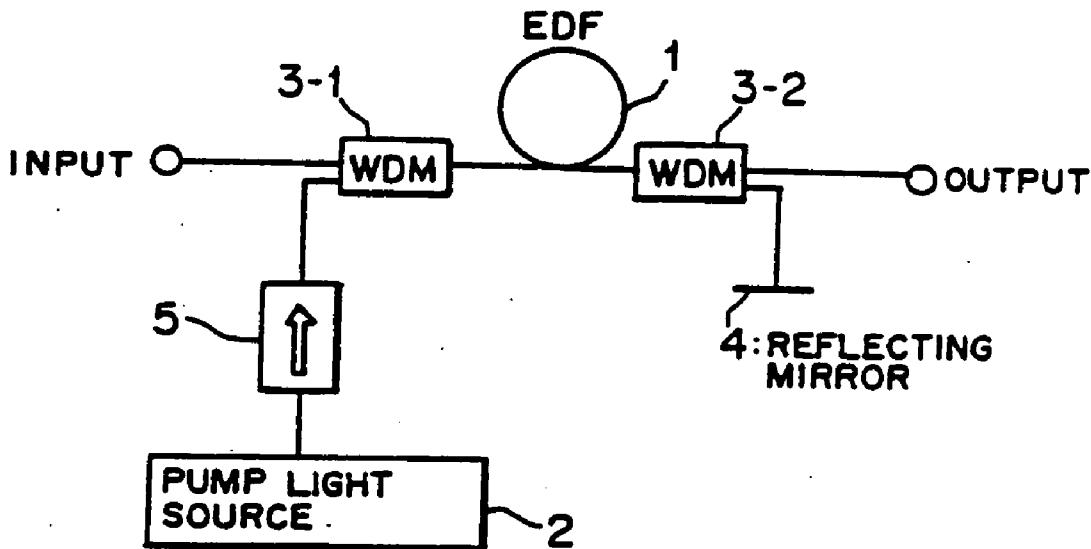 EDF
1
3-1
3-2
INPUT
WDM
WDM
OUTPUT
5
4: REFLECTING
MIRROR
PUMP LIGHT
SOURCE
2